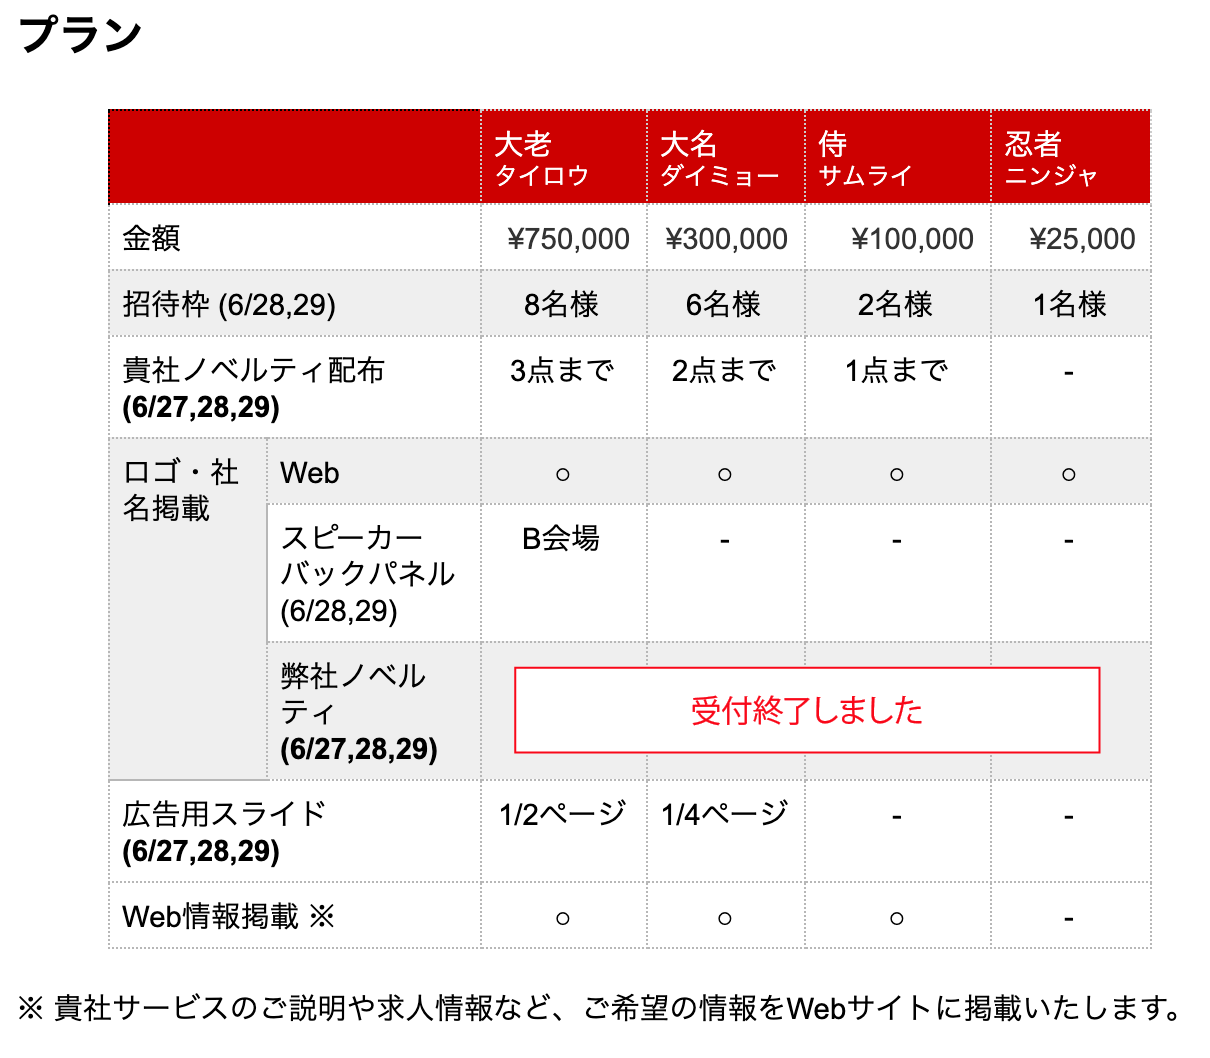 プラン
大老 大名 侍 忍者
タイロウ ダイミョー サムライ ニンジャ
金額 ¥750,000 ¥300,000 ¥100,000 ¥25,000
招待枠 (6/28,29) 8名様 6名様 2名様 1名様
貴社ノベルティ配布 3点まで 2点まで 1点まで -
(6/27,28,29)
ロゴ・社 Web ○ ○ ○ ○
名掲載
スピーカー B会場 - - -
バックパネル
(6/28,29)
弊社ノベル
ティ 受付終了しました
(6/27,28,29)
広告用スライド 1/2ページ 1/4ページ - -
(6/27,28,29)
Web情報掲載 ※ ○ ○ ○ -
※ 貴社サービスのご説明や求人情報など、ご希望の情報をWebサイトに掲載いたします。